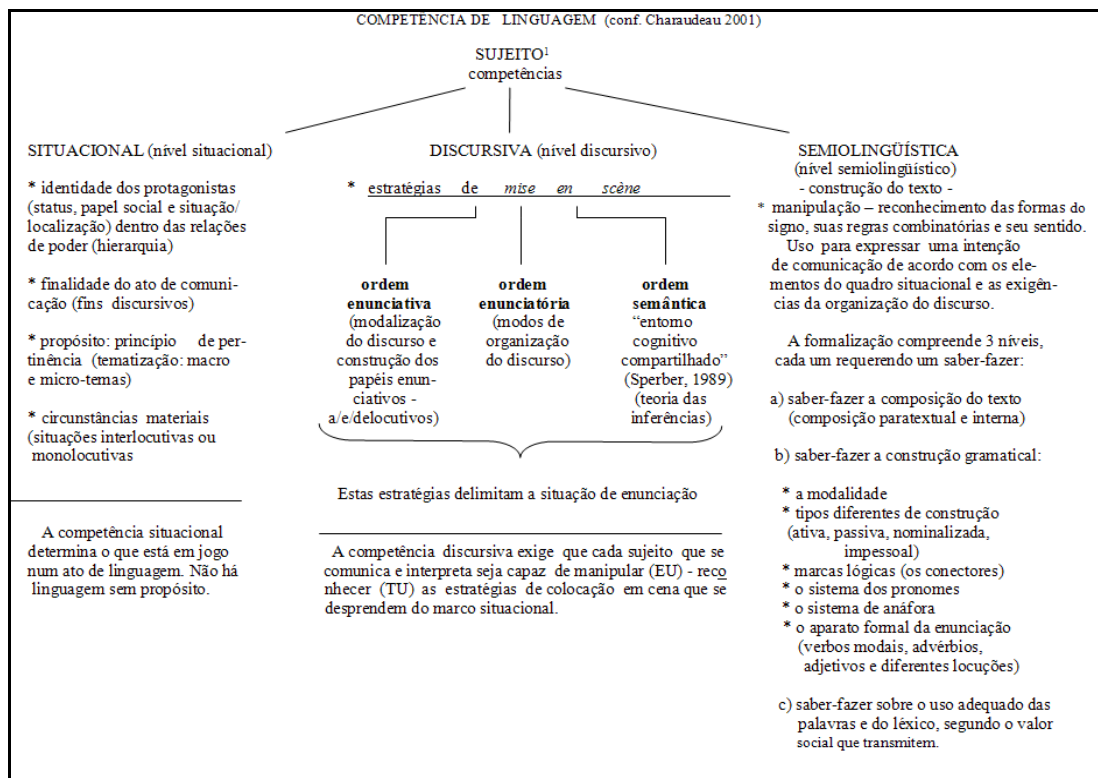 COMPETÊNCIA DE LINGUAGEM (conf. Charaudeau 2001)
SUJEITO¹
competências
SITUACIONAL (nível situacional)
* identidade dos protagonistas
(status, papel social e situação/
localização) dentro das relações
de poder (hierarquia)
* finalidade do ato de comuni-
cação (fins discursivos)
* propósito: princípio de per-
tinência (tematização: macro
e micro-temas)
* circunstâncias materiais
(situações interlocutivas ou
monolocutivas
A competência situacional
determina o que está em jogo
num ato de linguagem. Não há
linguagem sem propósito.
DISCURSIVA (nível discursivo)
* estratégias de mise en scène
ordem
enunciativa
(modalização
do discurso e
construção dos
papéis enun-
ciativos -
a/e/delocutivos)
ordem
enunciatória
(modos de
organização
do discurso)
ordem
semântica
“entorno
cognitivo
compartilhado”
(Sperber, 1989)
(teoria das
inferências)
Estas estratégias delimitam a situação de enunciação
A competência discursiva exige que cada sujeito que se
comunica e interpreta seja capaz de manipular (EU) - reco
nhecer (TU) as estratégias de colocação em cena que se
desprendem do marco situacional.
SEMIOLINGÜÍSTICA
(nível semiolingüístico)
- construção do texto -
* manipulação – reconhecimento das formas do
signo, suas regras combinatórias e seu sentido.
Uso para expressar uma intenção
de comunicação de acordo com os ele-
mentos do quadro situacional e as exigên-
cias da organização do discurso.
A formalização compreende 3 níveis,
cada um requerendo um saber-fazer:
a) saber-fazer a composição do texto
(composição paratextual e interna)
b) saber-fazer a construção gramatical:
* a modalidade
* tipos diferentes de construção
(ativa, passiva, nominalizada,
impessoal)
* marcas lógicas (os conectores)
* o sistema dos pronomes
* o sistema de anáfora
* o aparato formal da enunciação
(verbos modais, advérbios,
adjetivos e diferentes locuções)
c) saber-fazer sobre o uso adequado das
palavras e do léxico, segundo o valor
social que transmitem.